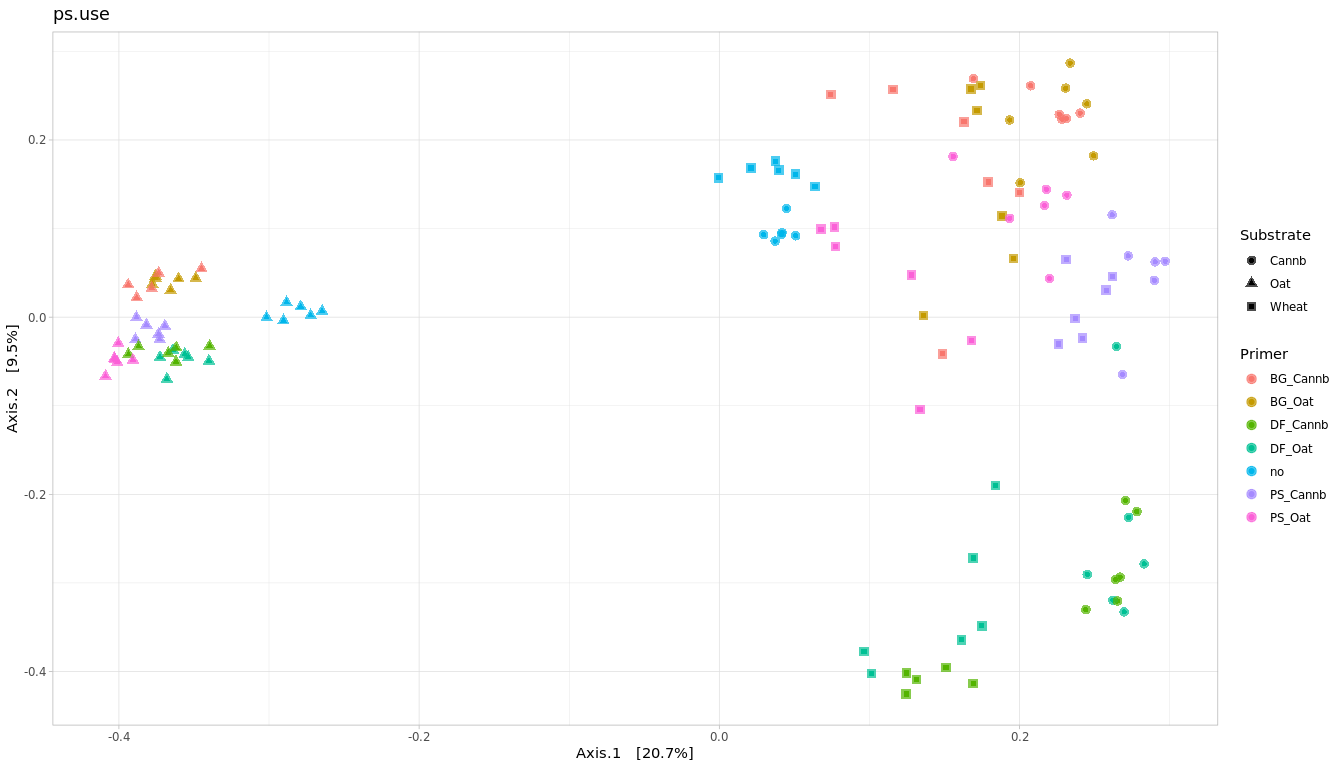 ps.use
0.2
0.0
-0.2
-0.4
Axis.2 [9.5%]
-0.4
-0.2
0.0
0.2
Axis.1 [20.7%]
Substrate
Cannb
Oat
Wheat
Primer
BG_Cannb
BG_Oat
DF_Cannb
DF_Oat
no
PS_Cannb
PS_Oat